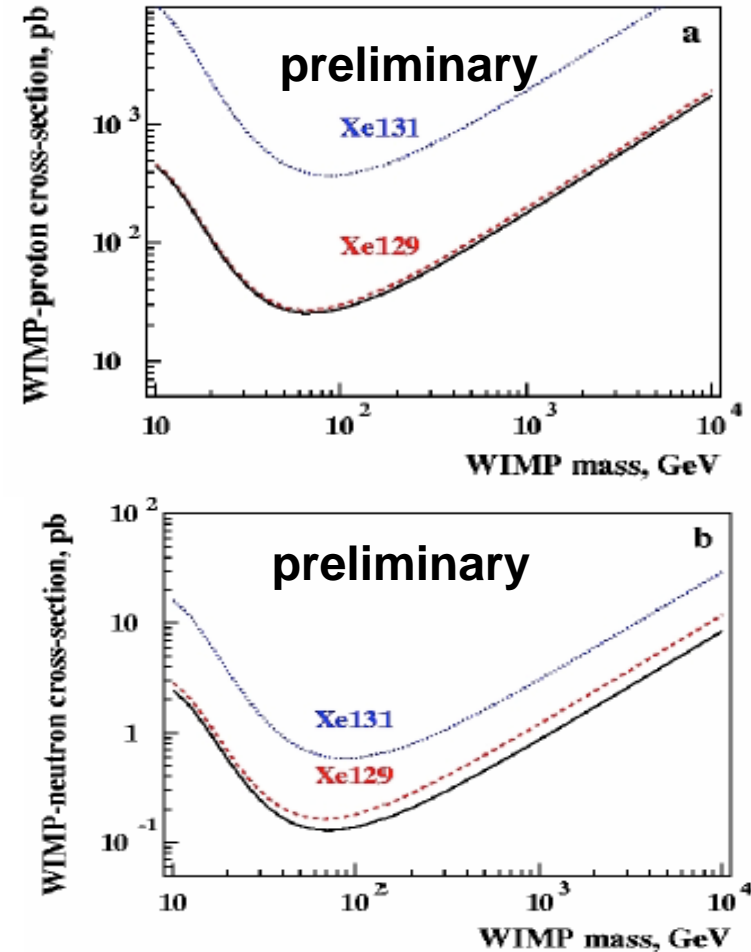 a
preliminary
WIMP-proton cross-section, pb
10 3
10 2
10
Xe131
Xe129
10
10 2
10 3
10 4
WIMP mass, GeV
b
preliminary
WIMP-neutron cross-section, pb
10 2
10
1
10 -1
Xe131
Xe129
10
10 2
10 3
10 4
WIMP mass, GeV